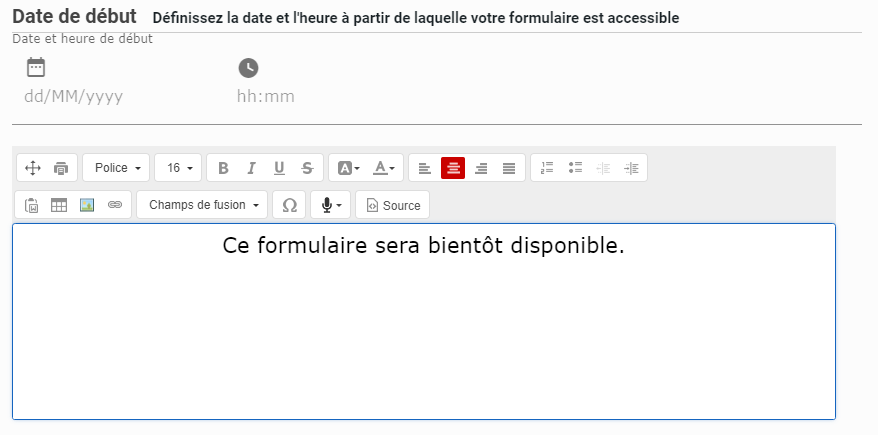 Date de début Définissez la date et l'heure à partir de laquelle votre formulaire est accessible
Date et heure de début
dd/MM/yyyy hh:mm
Police 16 B I U S A A
Champs de fusion Ω Source
Ce formulaire sera bientôt disponible.